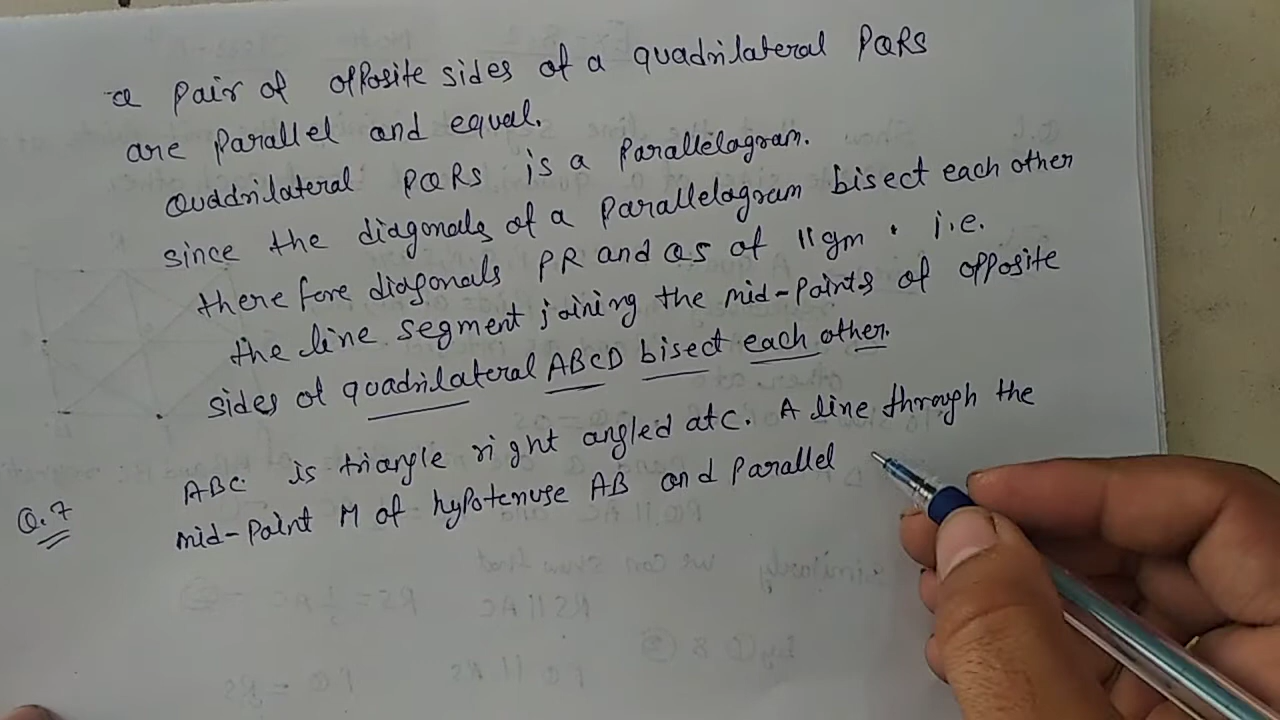 a pair of opposite sides of a quadrilateral PQRS
are parallel and equal.
Quadrilateral PQRS is a Parallelagram.
since the diagonals of a Parallelagram bisect each other
therefore diagonals PR and QS of ||gm . i.e.
the line segment joining the mid-points of opposite
sides of quadrilateral ABCD bisect each other.
Q.7 ABC is triangle right angled at C. A line through the
mid-point M of hypotenuse AB and parallel